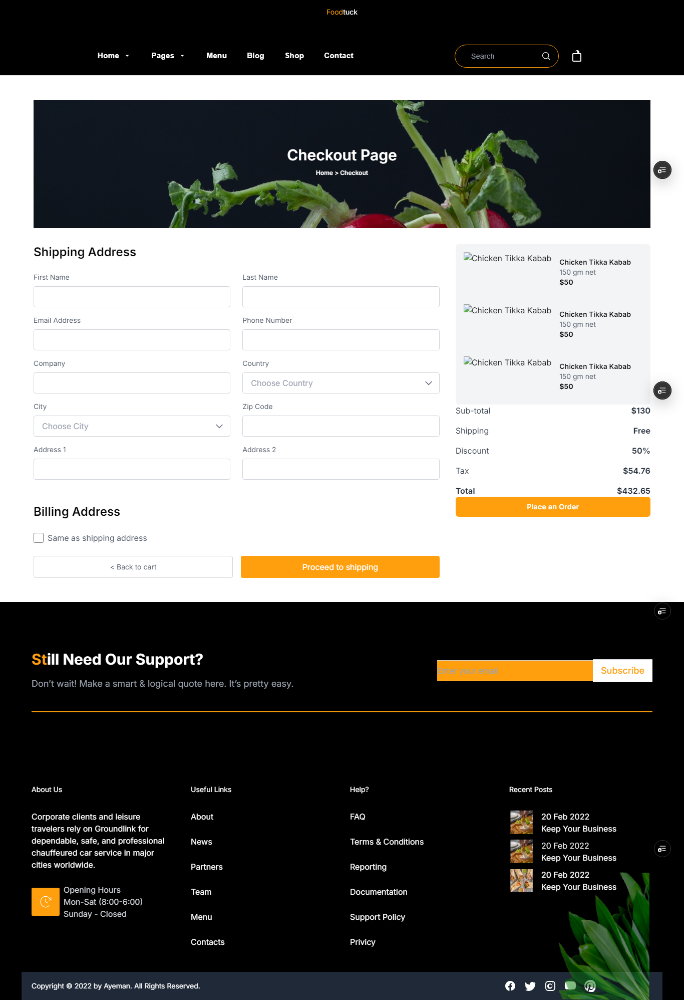 Foodtuck
Home Pages Menu Blog Shop Contact
Search
Checkout Page
Home > Checkout
Shipping Address
First Name Last Name
Email Address Phone Number
Company Country
Choose Country
City Zip Code
Choose City
Address 1 Address 2
Billing Address
Same as shipping address
< Back to cart Proceed to shipping
Chicken Tikka Kabab
Chicken Tikka Kabab
150 gm net
$50
Chicken Tikka Kabab
Chicken Tikka Kabab
150 gm net
$50
Chicken Tikka Kabab
Chicken Tikka Kabab
150 gm net
$50
Sub-total $130
Shipping Free
Discount 50%
Tax $54.76
Total $432.65
Place an Order
Still Need Our Support?
Don't wait! Make a smart & logical quote here. It's pretty easy.
Enter your email Subscribe
About Us
Corporate clients and leisure
travelers rely on Groundlink for
dependable, safe, and professional
chauffeured car service in major
cities worldwide.
Opening Hours
Mon-Sat (8:00-6:00)
Sunday - Closed
Useful Links
About
News
Partners
Team
Menu
Contacts
Help?
FAQ
Terms & Conditions
Reporting
Documentation
Support Policy
Privicy
Recent Posts
20 Feb 2022
Keep Your Business
20 Feb 2022
Keep Your Business
20 Feb 2022
Keep Your Business
Copyright © 2022 by Ayeman. All Rights Reserved.